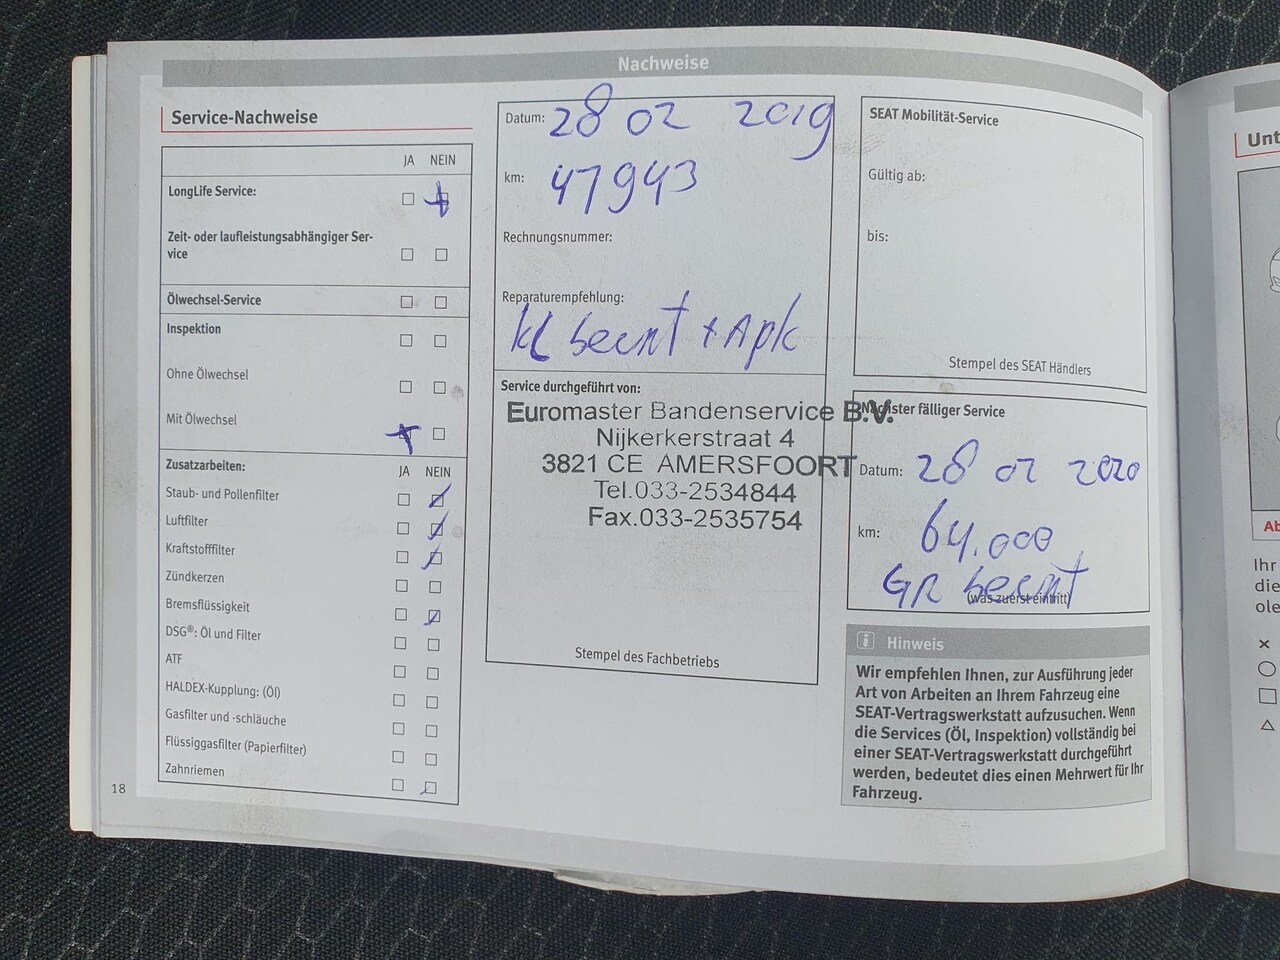 Nachweise
Service-Nachweise
JA NEIN
LongLife Service:
Zeit- oder laufleistungsabhängiger Ser-
vice
Ölwechsel-Service
Inspektion
Ohne Ölwechsel
Mit Ölwechsel
Zusatzarbeiten: JA NEIN
Staub- und Pollenfilter
Luftfilter
Kraftstofffilter
Zündkerzen
Bremsflüssigkeit
DSG®: Öl und Filter
ATF
HALDEX-Kupplung: (Öl)
Gasfilter und -schläuche
Flüssiggasfilter (Papierfilter)
Zahnriemen
18
Datum: 28 02 2019
km: 47943
Rechnungsnummer:
Reparaturempfehlung:
KL beurt + Apk
Service durchgeführt von:
Euromaster Bandenservice B.V.
Nijkerkerstraat 4
3821 CE AMERSFOORT
Tel.033-2534844
Fax.033-2535754
Stempel des Fachbetriebs
SEAT Mobilität-Service
Gültig ab:
bis:
Stempel des SEAT Händlers
Nächster fälliger Service
Datum: 28 02 2020
km: 64.000
GR beurt
(was zuerst eintritt)
i Hinweis
Wir empfehlen Ihnen, zur Ausführung jeder
Art von Arbeiten an Ihrem Fahrzeug eine
SEAT-Vertragswerkstatt aufzusuchen. Wenn
die Services (Öl, Inspektion) vollständig bei
einer SEAT-Vertragswerkstatt durchgeführt
werden, bedeutet dies einen Mehrwert für Ihr
Fahrzeug.
Unt
Ab
Ihr
die
ole